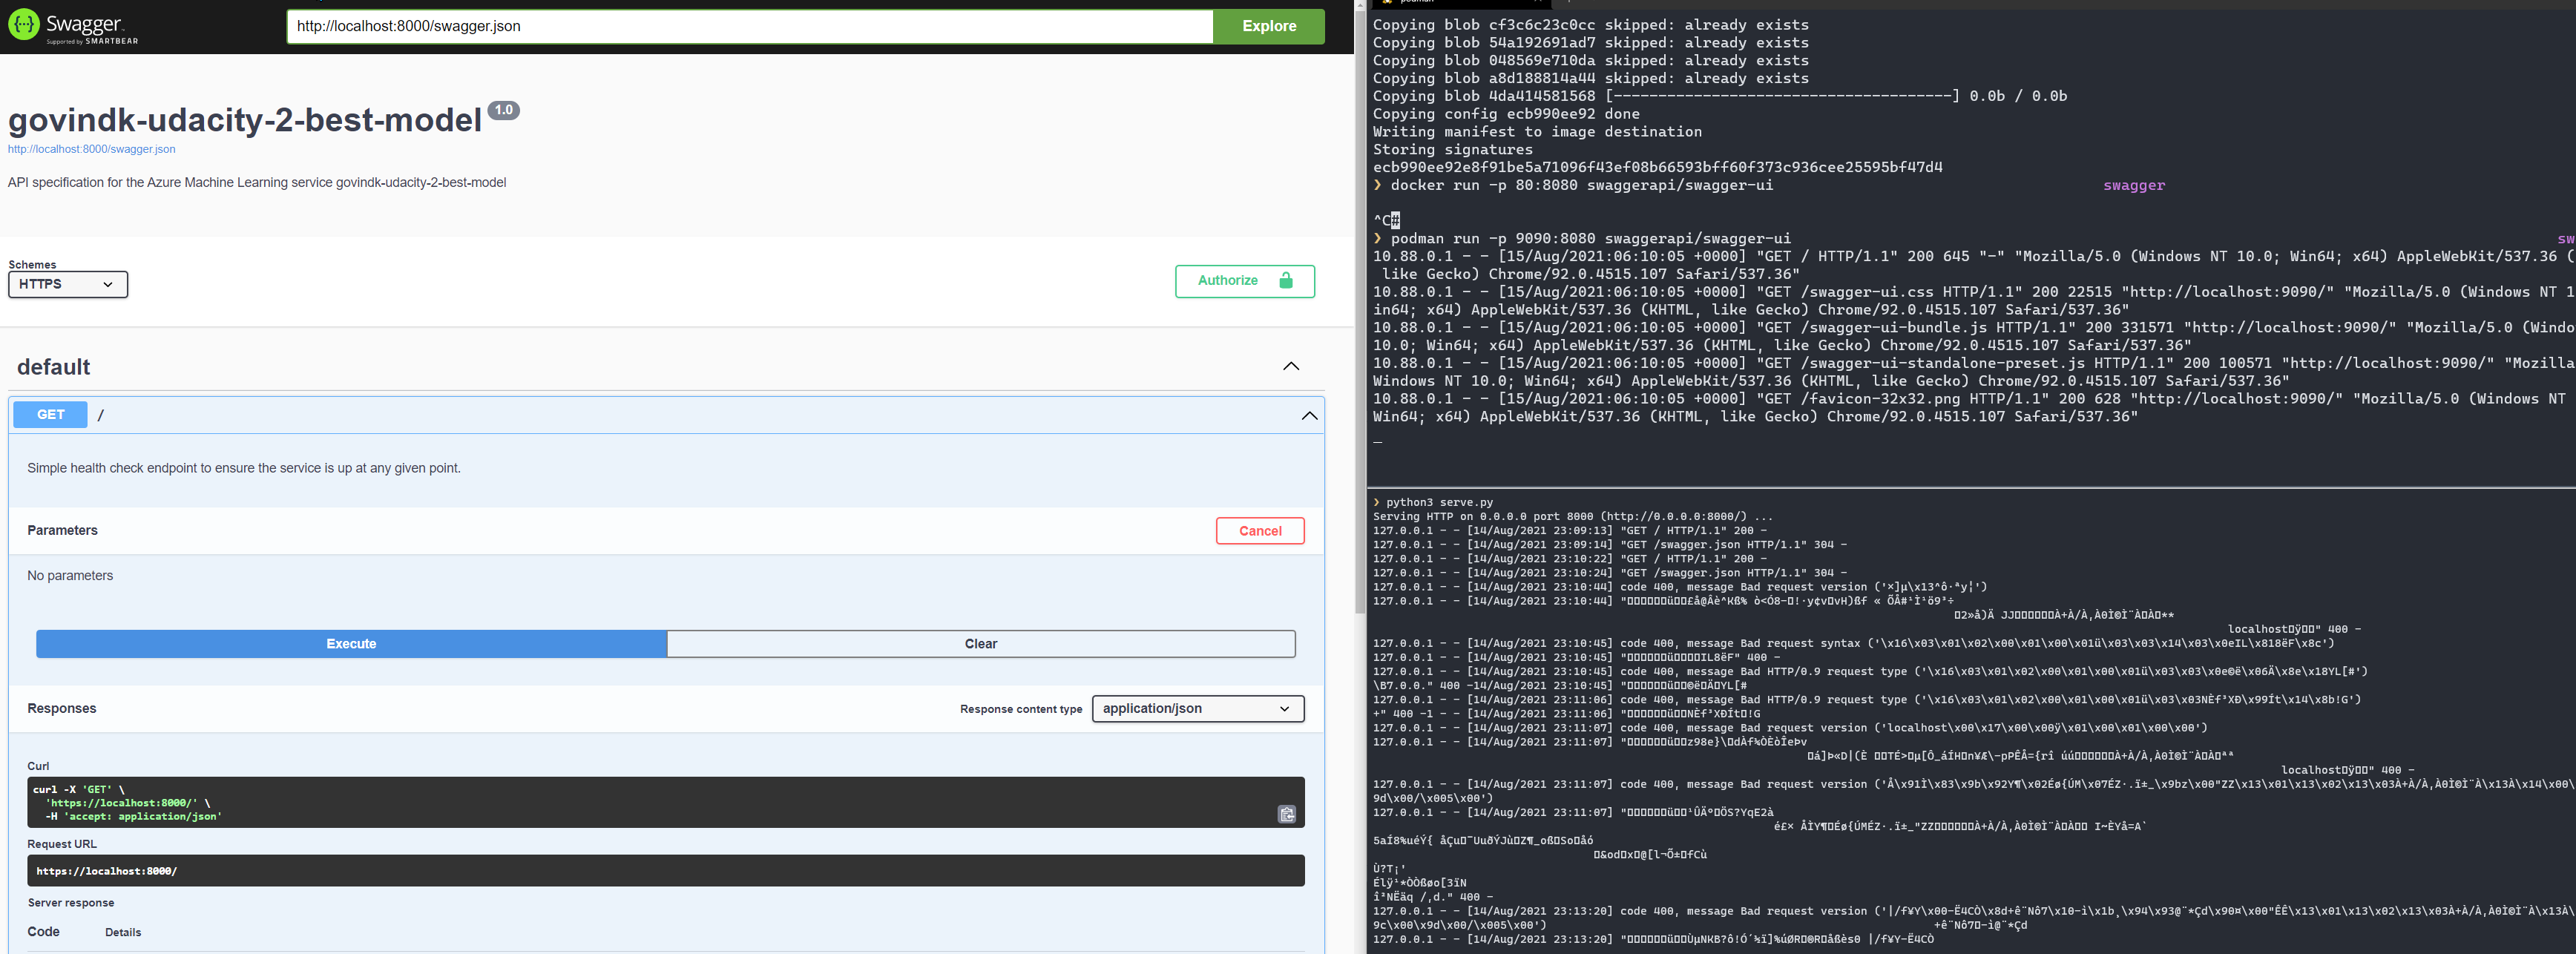 Swagger
Supported by SMARTBEAR
http://localhost:8000/swagger.json
Explore
govindk-udacity-2-best-model 1.0
http://localhost:8000/swagger.json
API specification for the Azure Machine Learning service govindk-udacity-2-best-model
Schemes
HTTPS
Authorize
default
GET /
Simple health check endpoint to ensure the service is up at any given point.
Parameters
Cancel
No parameters
Execute
Clear
Responses
Response content type
application/json
Curl
curl -X 'GET' \
'https://localhost:8000/' \
-H 'accept: application/json'
Request URL
https://localhost:8000/
Server response
Code Details
Copying blob cf3c6c23c0cc skipped: already exists
Copying blob 54a192691ad7 skipped: already exists
Copying blob 048569e710da skipped: already exists
Copying blob a8d188814a44 skipped: already exists
Copying blob 4da414581568 [--------------------------------------] 0.0b / 0.0b
Copying config ecb990ee92 done
Writing manifest to image destination
Storing signatures
ecb990ee92e8f91be5a71096f43ef08b66593bff60f373c936cee25595bf47d4
❯ docker run -p 80:8080 swaggerapi/swagger-ui swagger
^C#
❯ podman run -p 9090:8080 swaggerapi/swagger-ui sw
10.88.0.1 - - [15/Aug/2021:06:10:05 +0000] "GET / HTTP/1.1" 200 645 "-" "Mozilla/5.0 (Windows NT 10.0; Win64; x64) AppleWebKit/537.36 (
like Gecko) Chrome/92.0.4515.107 Safari/537.36"
10.88.0.1 - - [15/Aug/2021:06:10:05 +0000] "GET /swagger-ui.css HTTP/1.1" 200 22515 "http://localhost:9090/" "Mozilla/5.0 (Windows NT 1
in64; x64) AppleWebKit/537.36 (KHTML, like Gecko) Chrome/92.0.4515.107 Safari/537.36"
10.88.0.1 - - [15/Aug/2021:06:10:05 +0000] "GET /swagger-ui-bundle.js HTTP/1.1" 200 331571 "http://localhost:9090/" "Mozilla/5.0 (Windo
10.0; Win64; x64) AppleWebKit/537.36 (KHTML, like Gecko) Chrome/92.0.4515.107 Safari/537.36"
10.88.0.1 - - [15/Aug/2021:06:10:05 +0000] "GET /swagger-ui-standalone-preset.js HTTP/1.1" 200 100571 "http://localhost:9090/" "Mozilla
Windows NT 10.0; Win64; x64) AppleWebKit/537.36 (KHTML, like Gecko) Chrome/92.0.4515.107 Safari/537.36"
10.88.0.1 - - [15/Aug/2021:06:10:05 +0000] "GET /favicon-32x32.png HTTP/1.1" 200 628 "http://localhost:9090/" "Mozilla/5.0 (Windows NT
Win64; x64) AppleWebKit/537.36 (KHTML, like Gecko) Chrome/92.0.4515.107 Safari/537.36"
❯ python3 serve.py
Serving HTTP on 0.0.0.0 port 8000 (http://0.0.0.0:8000/) ...
127.0.0.1 - - [14/Aug/2021 23:09:13] "GET / HTTP/1.1" 200 -
127.0.0.1 - - [14/Aug/2021 23:09:14] "GET /swagger.json HTTP/1.1" 304 -
127.0.0.1 - - [14/Aug/2021 23:10:22] "GET / HTTP/1.1" 200 -
127.0.0.1 - - [14/Aug/2021 23:10:24] "GET /swagger.json HTTP/1.1" 304 -
127.0.0.1 - - [14/Aug/2021 23:10:44] code 400, message Bad request version
127.0.0.1 - - [14/Aug/2021 23:10:44]
localhost 400 -
127.0.0.1 - - [14/Aug/2021 23:10:45] code 400, message Bad request syntax ('\x16\x03\x01\x02\x00\x01\x00\x01ü\x03\x03\x14\x03\x0eIL\x818ëF\x8c')
127.0.0.1 - - [14/Aug/2021 23:10:45] 400 -
127.0.0.1 - - [14/Aug/2021 23:10:45] code 400, message Bad HTTP/0.9 request type
\B7.0.0." 400 -14/Aug/2021 23:10:45]
127.0.0.1 - - [14/Aug/2021 23:11:06] code 400, message Bad HTTP/0.9 request type
+" 400 -1 - - [14/Aug/2021 23:11:06]
127.0.0.1 - - [14/Aug/2021 23:11:07] code 400, message Bad request version ('localhost\x00\x17\x00\x00ÿ\x01\x00\x01\x00\x00')
127.0.0.1 - - [14/Aug/2021 23:11:07]
localhost 400 -
127.0.0.1 - - [14/Aug/2021 23:11:07] code 400, message Bad request version
9d\x00/\x005\x00')
127.0.0.1 - - [14/Aug/2021 23:11:07]
400 -
127.0.0.1 - - [14/Aug/2021 23:13:20] code 400, message Bad request version
9c\x00\x9d\x00/\x005\x00')
127.0.0.1 - - [14/Aug/2021 23:13:20]